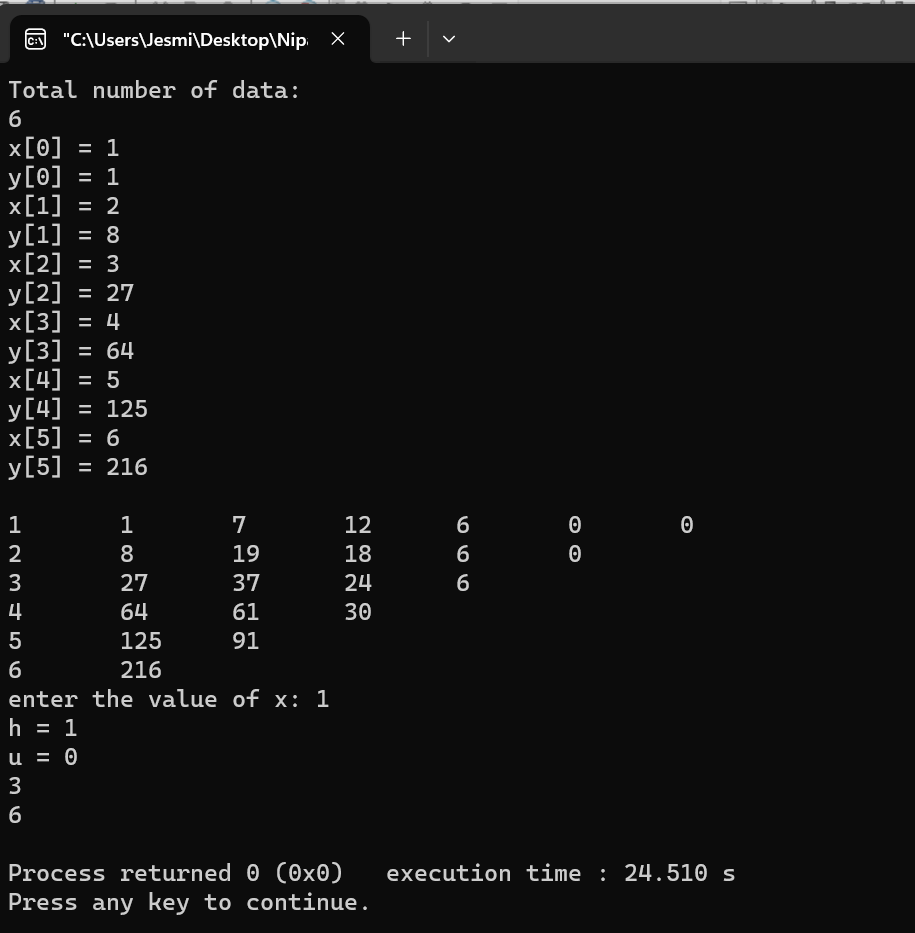 "C:\Users\Jesmi\Desktop\Nip
Total number of data:
6
x[0] = 1
y[0] = 1
x[1] = 2
y[1] = 8
x[2] = 3
y[2] = 27
x[3] = 4
y[3] = 64
x[4] = 5
y[4] = 125
x[5] = 6
y[5] = 216
1 1 7 12 6 0 0
2 8 19 18 6 0
3 27 37 24 6
4 64 61 30
5 125 91
6 216
enter the value of x: 1
h = 1
u = 0
3
6
Process returned 0 (0x0) execution time : 24.510 s
Press any key to continue.